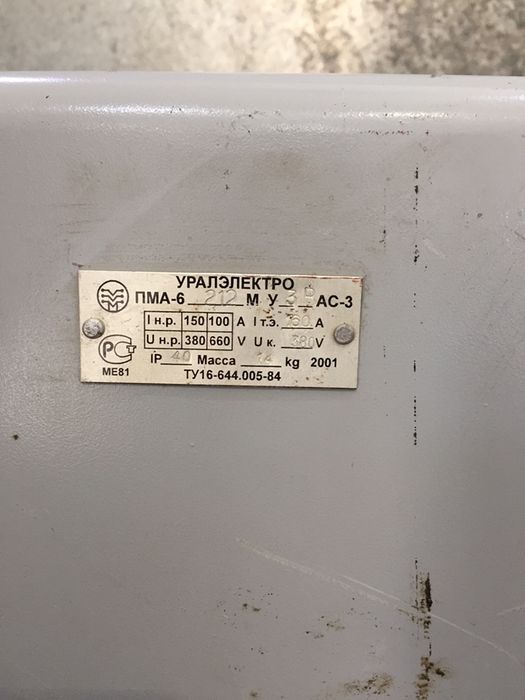 УРАЛЭЛЕКТРО
ПМА-6 212 М У 3 В АС-3
I н.р. 150 100 А I т.э. 160 А
U н.р. 380 660 V U к. 380 V
РСТ IP 40 Масса 14 kg 2001
МЕ81 ТУ16-644.005-84